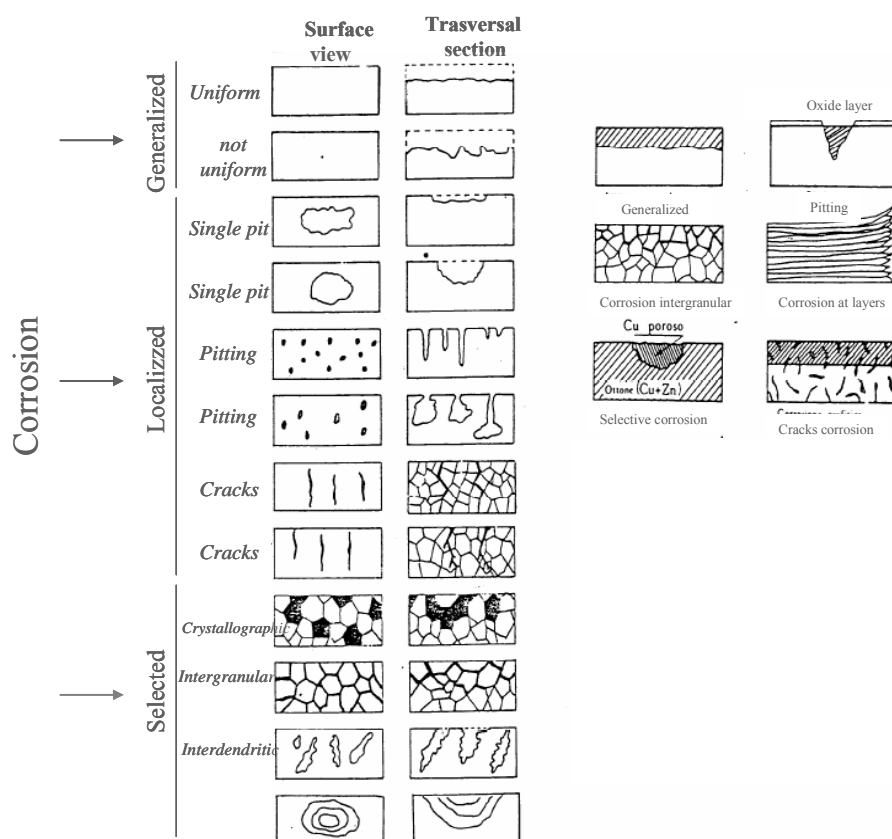 Surface
view
Trasversal
section
Corrosion
Generalized
Uniform
not
uniform
Localizzed
Single pit
Single pit
Pitting
Pitting
Cracks
Cracks
Selected
Crystallographic
Intergranular
Interdendritic
Oxide layer
Generalized
Pitting
Corrosion intergranular
Corrosion at layers
Cu poroso
Ottone (Cu+Zn)
Selective corrosion
Cracks corrosion